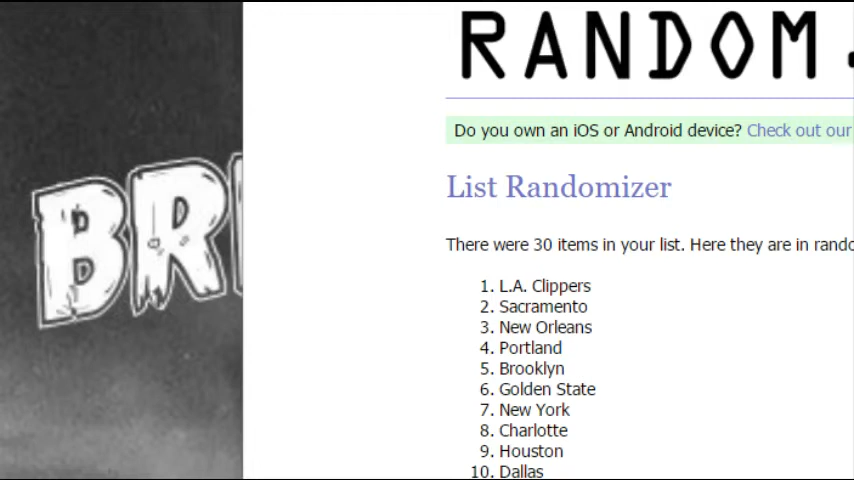 BR
RANDOM
Do you own an iOS or Android device? Check out our
List Randomizer
There were 30 items in your list. Here they are in rando
1. L.A. Clippers
2. Sacramento
3. New Orleans
4. Portland
5. Brooklyn
6. Golden State
7. New York
8. Charlotte
9. Houston
10. Dallas